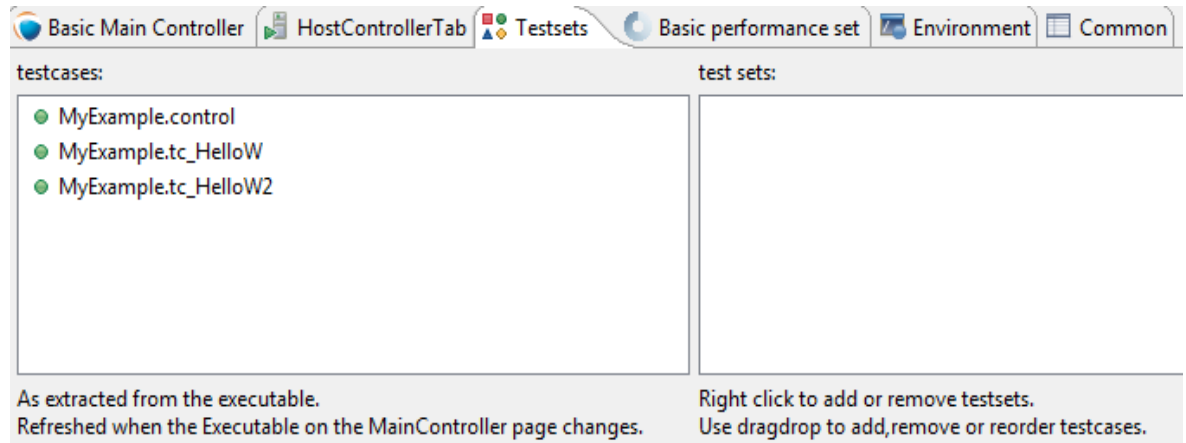 Basic Main Controller HostControllerTab Testsets Basic performance set Environment Common
testcases:
test sets:
MyExample.control
MyExample.tc_HelloW
MyExample.tc_HelloW2
As extracted from the executable.
Refreshed when the Executable on the MainController page changes.
Right click to add or remove testsets.
Use dragdrop to add,remove or reorder testcases.